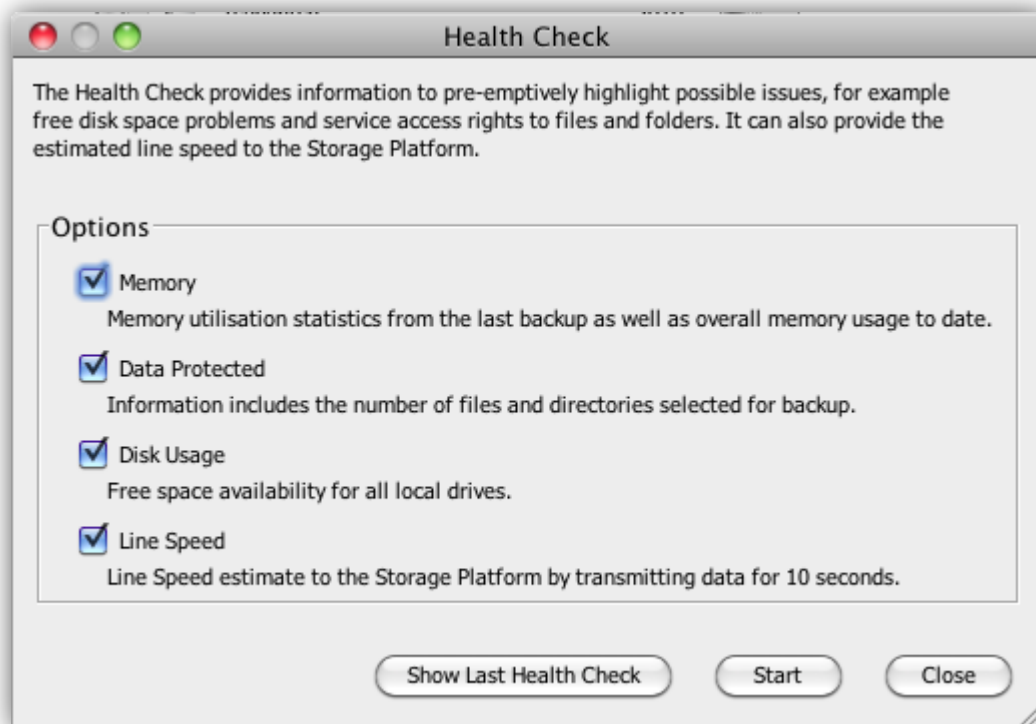 Health Check
The Health Check provides information to pre-emptively highlight possible issues, for example
free disk space problems and service access rights to files and folders. It can also provide the
estimated line speed to the Storage Platform.
Options
Memory
Memory utilisation statistics from the last backup as well as overall memory usage to date.
Data Protected
Information includes the number of files and directories selected for backup.
Disk Usage
Free space availability for all local drives.
Line Speed
Line Speed estimate to the Storage Platform by transmitting data for 10 seconds.
Show Last Health Check
Start
Close